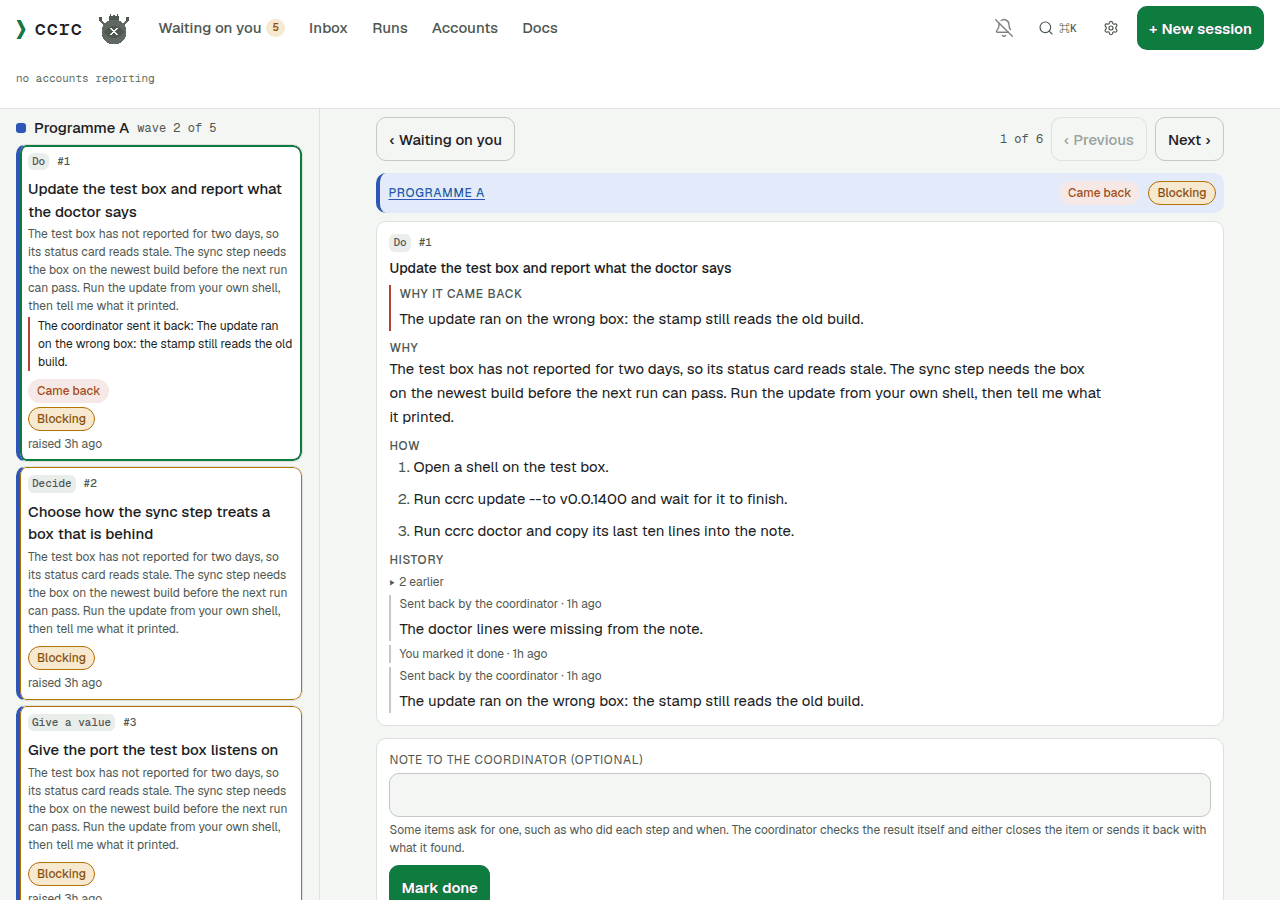 ❯ ccrc
Waiting on you 5
Inbox
Runs
Accounts
Docs
⌘K
+ New session
no accounts reporting
Programme A wave 2 of 5
Do #1
Update the test box and report what
the doctor says
The test box has not reported for two days, so
its status card reads stale. The sync step needs
the box on the newest build before the next run
can pass. Run the update from your own shell,
then tell me what it printed.
The coordinator sent it back: The update ran
on the wrong box: the stamp still reads the old
build.
Came back
Blocking
raised 3h ago
Decide #2
Choose how the sync step treats a
box that is behind
The test box has not reported for two days, so
its status card reads stale. The sync step needs
the box on the newest build before the next run
can pass. Run the update from your own shell,
then tell me what it printed.
Blocking
raised 3h ago
Give a value #3
Give the port the test box listens on
The test box has not reported for two days, so
its status card reads stale. The sync step needs
the box on the newest build before the next run
can pass. Run the update from your own shell,
then tell me what it printed.
Blocking
raised 3h ago
‹ Waiting on you
1 of 6
‹ Previous
Next ›
PROGRAMME A
Came back
Blocking
Do #1
Update the test box and report what the doctor says
WHY IT CAME BACK
The update ran on the wrong box: the stamp still reads the old build.
WHY
The test box has not reported for two days, so its status card reads stale. The sync step needs the box
on the newest build before the next run can pass. Run the update from your own shell, then tell me what
it printed.
HOW
1. Open a shell on the test box.
2. Run ccrc update --to v0.0.1400 and wait for it to finish.
3. Run ccrc doctor and copy its last ten lines into the note.
HISTORY
▸ 2 earlier
Sent back by the coordinator · 1h ago
The doctor lines were missing from the note.
You marked it done · 1h ago
Sent back by the coordinator · 1h ago
The update ran on the wrong box: the stamp still reads the old build.
NOTE TO THE COORDINATOR (OPTIONAL)
Some items ask for one, such as who did each step and when. The coordinator checks the result itself and either closes the item or sends it back with
what it found.
Mark done